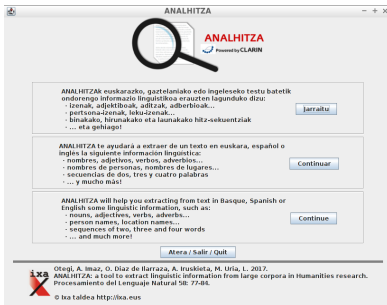 ANALHITZA
ANALHITZA
Powered by CLARIN
ANALHITZAk euskarazko, gaztelaniako edo ingeleseko testu batetik
ondorengo informazio linguistikoa erauzten lagunduko dizu:
- izenak, adjektiboak, aditzak, adberbioak...
- pertsona-izenak, leku-izenak...
- binakako, hirunakako eta launakako hitz-sekuentziak
- ... eta gehiago!
Jarraitu
ANALHITZA te ayudará a extraer de un texto en euskara, español o
inglés la siguiente información lingüística:
- nombres, adjetivos, verbos, adverbios...
- nombres de personas, nombres de lugares...
- secuencias de dos, tres y cuatro palabras
- ... y mucho más!
Continuar
ANALHITZA will help you extracting from text in Basque, Spanish or
English some linguistic information, such as:
- nouns, adjectives, verbs, adverbs...
- person names, location names...
- sequences of two, three and four words
- ... and much more!
Continue
Atera / Salir / Quit
ixa
Otegi, A. Imaz, O. Diaz de Ilarraza, A. Iruskieta, M. Uria, L. 2017.
ANALHITZA: a tool to extract linguistic information from large corpora in Humanities research.
Procesamiento del Lenguaje Natural 58: 77-84.
© Ixa taldea http://ixa.eus